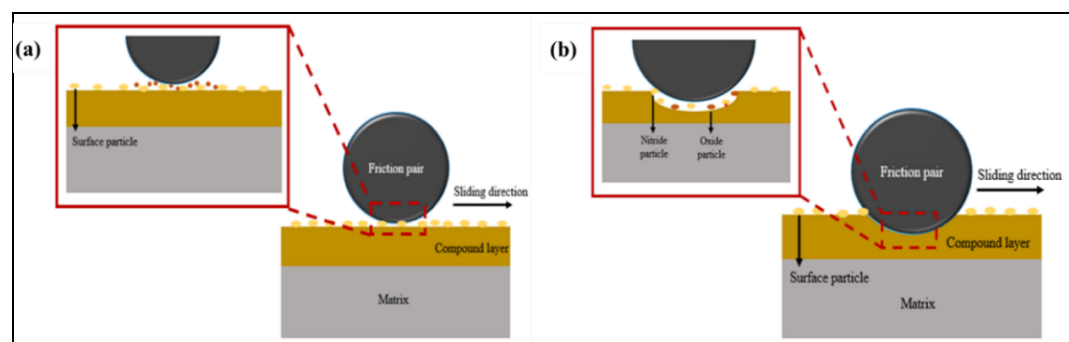 (a)
Surface particle
Friction pair
Sliding direction
Compound layer
Matrix
(b)
Nitride
particle
Oxide
particle
Friction pair
Sliding direction
Compound layer
Surface particle
Matrix